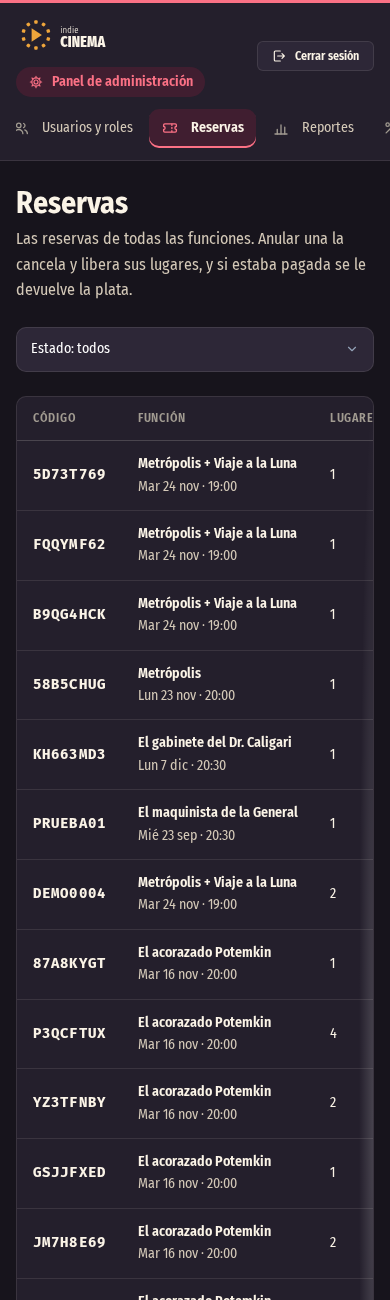 indie
CINEMA
Cerrar sesión
Panel de administración
Usuarios y roles
Reservas
Reportes
Reservas
Las reservas de todas las funciones. Anular una la
cancela y libera sus lugares, y si estaba pagada se le
devuelve la plata.
Estado: todos
CÓDIGO FUNCIÓN LUGARE
Metrópolis + Viaje a la Luna
5D73T769 1
Mar 24 nov · 19:00
Metrópolis + Viaje a la Luna
FQQYMF62 1
Mar 24 nov · 19:00
Metrópolis + Viaje a la Luna
B9QG4HCK 1
Mar 24 nov · 19:00
Metrópolis
58B5CHUG 1
Lun 23 nov · 20:00
El gabinete del Dr. Caligari
KH663MD3 1
Lun 7 dic · 20:30
El maquinista de la General
PRUEBA01 1
Mié 23 sep · 20:30
Metrópolis + Viaje a la Luna
DEMO0004 2
Mar 24 nov · 19:00
El acorazado Potemkin
87A8KYGT 1
Mar 16 nov · 20:00
El acorazado Potemkin
P3QCFTUX 4
Mar 16 nov · 20:00
El acorazado Potemkin
YZ3TFNBY 2
Mar 16 nov · 20:00
El acorazado Potemkin
GSJJFXED 1
Mar 16 nov · 20:00
El acorazado Potemkin
JM7H8E69 2
Mar 16 nov · 20:00